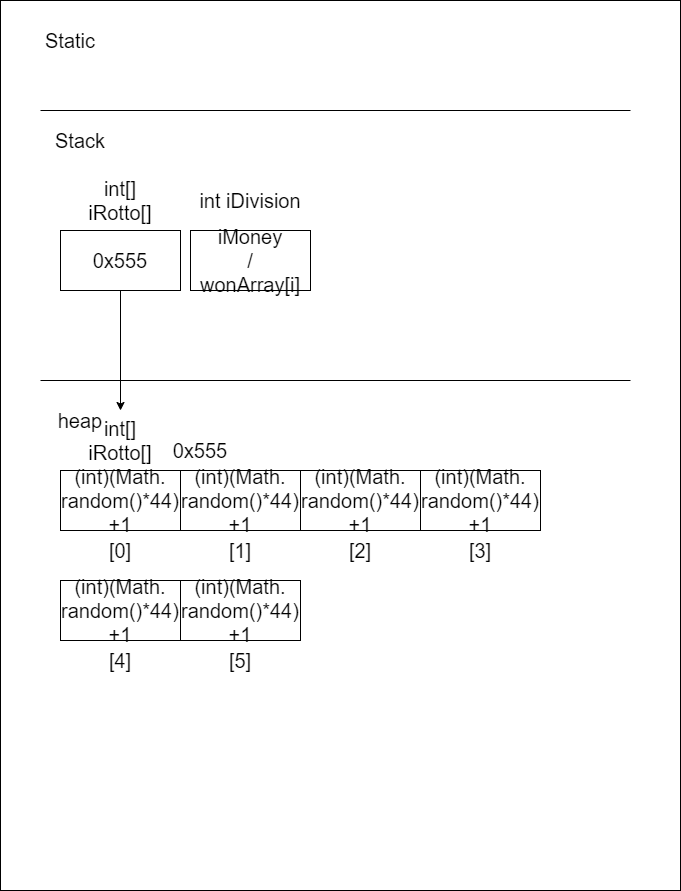 Static
Stack
int[]
iRotto[]
int iDivision
0x555
iMoney
/
wonArray[i]
heap
int[]
iRotto[]
0x555
(int)(Math.
random()*44)
+1
(int)(Math.
random()*44)
+1
(int)(Math.
random()*44)
+1
(int)(Math.
random()*44)
+1
[0]
[1]
[2]
[3]
(int)(Math.
random()*44)
+1
(int)(Math.
random()*44)
+1
[4]
[5]